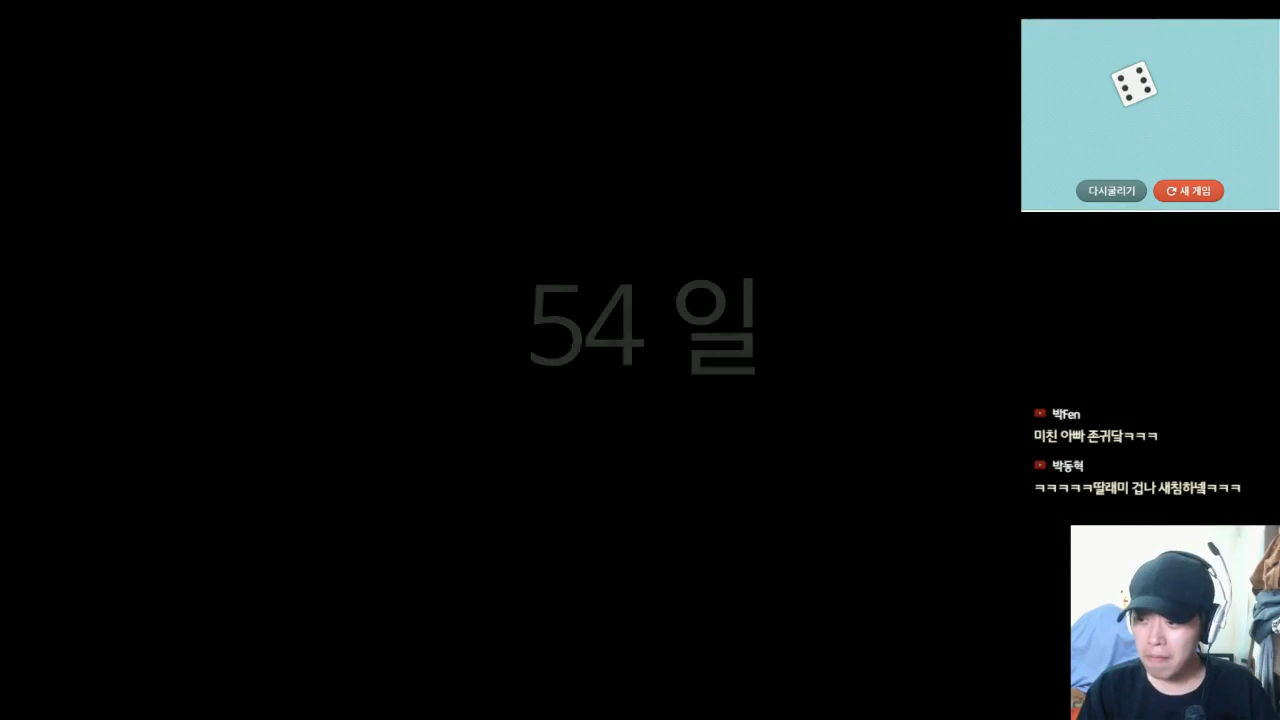 다시굴리기
새 게임
54 일
박Fen
미친 아빠 존귀닼ㅋㅋㅋ
박동혁
ㅋㅋㅋㅋㅋ딸래미 겁나 새침하넼ㅋㅋㅋ